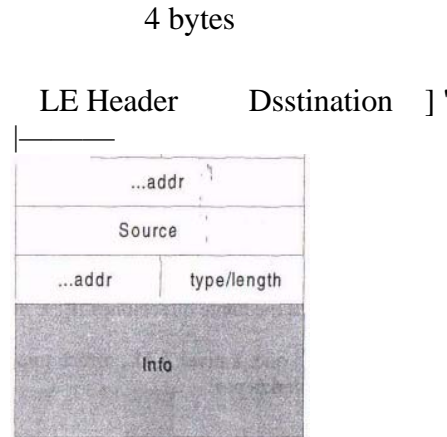 4 bytes
LE Header Dsstination ]
...addr
Source
...addr type/length
Info